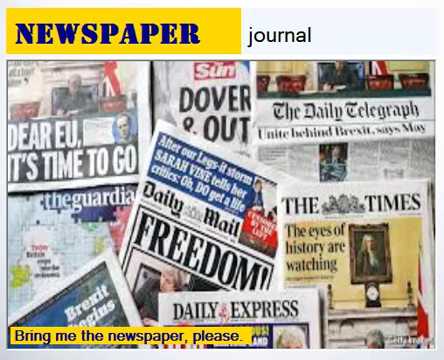 NEWSPAPER
journal
Sun
DOVER
& OUT
The Daily Telegraph
Unite behind Brexit, says May
DEAR EU,
IT'S TIME TO GO
After our Legs-it storm
SARAH VINE tells her
critics: Oh, DO get a life
theguardian
Daily Mail
FREEDOM!
THE TIMES
The eyes of
history are
watching
Brexit
begins
DAILY EXPRESS
Bring me the newspaper, please.